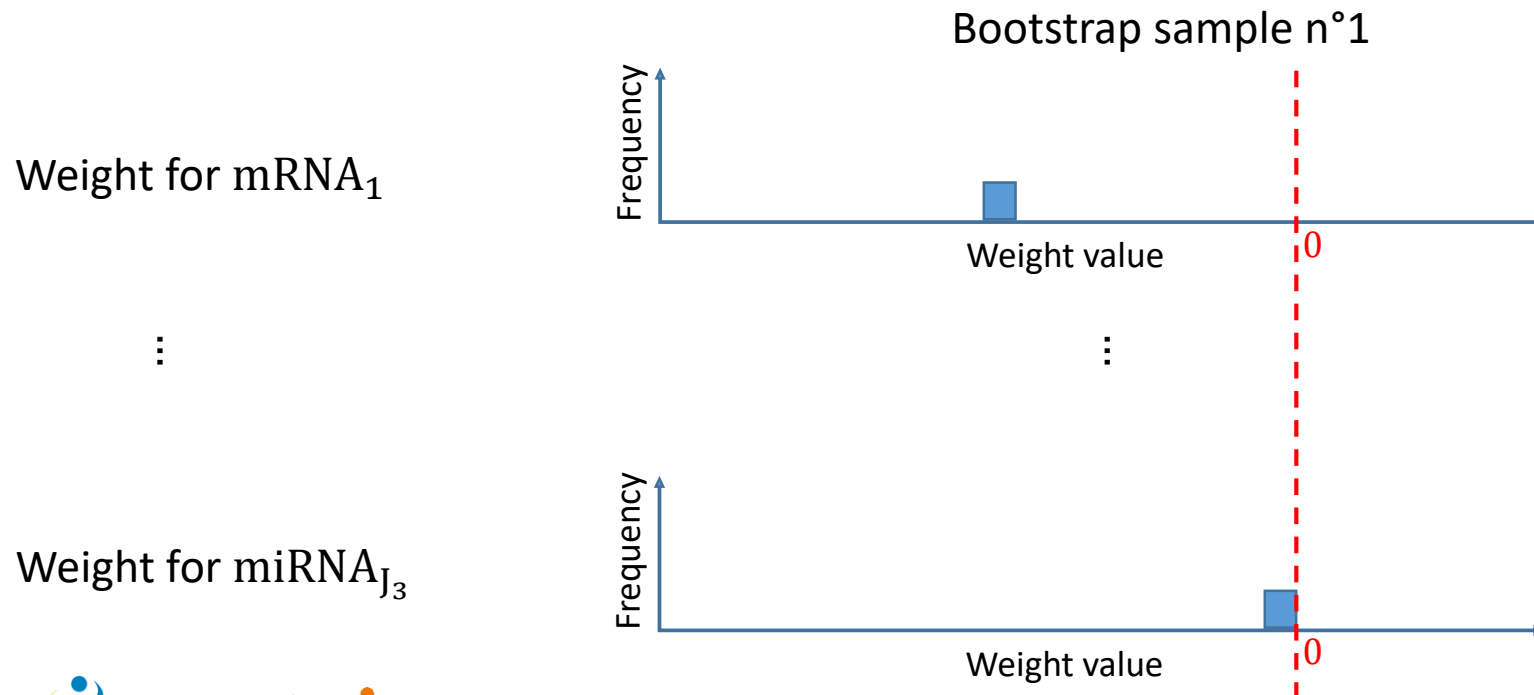 Bootstrap sample n°1
Weight for mRNA₁
Frequency
Weight value
0
⋮
⋮
Weight for miRNA_J₃
Frequency
Weight value
0